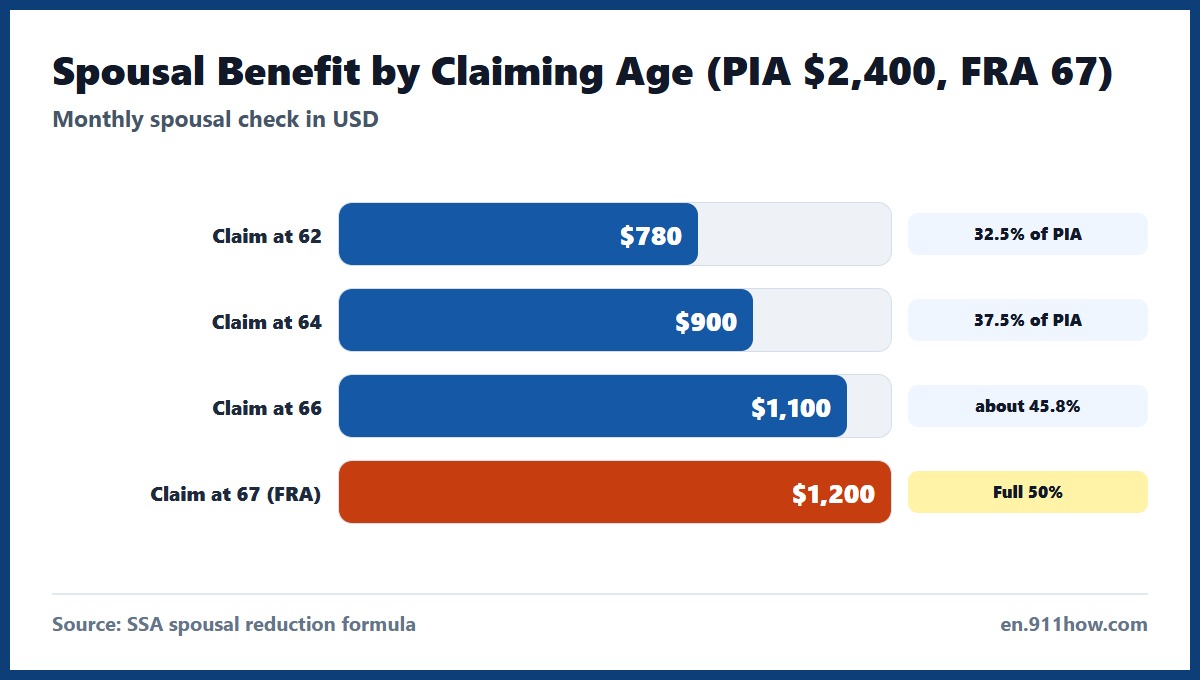 Spousal Benefit by Claiming Age (PIA $2,400, FRA 67)
Monthly spousal check in USD
Claim at 62 $780 32.5% of PIA
Claim at 64 $900 37.5% of PIA
Claim at 66 $1,100 about 45.8%
Claim at 67 (FRA) $1,200 Full 50%
Source: SSA spousal reduction formula en.911how.com